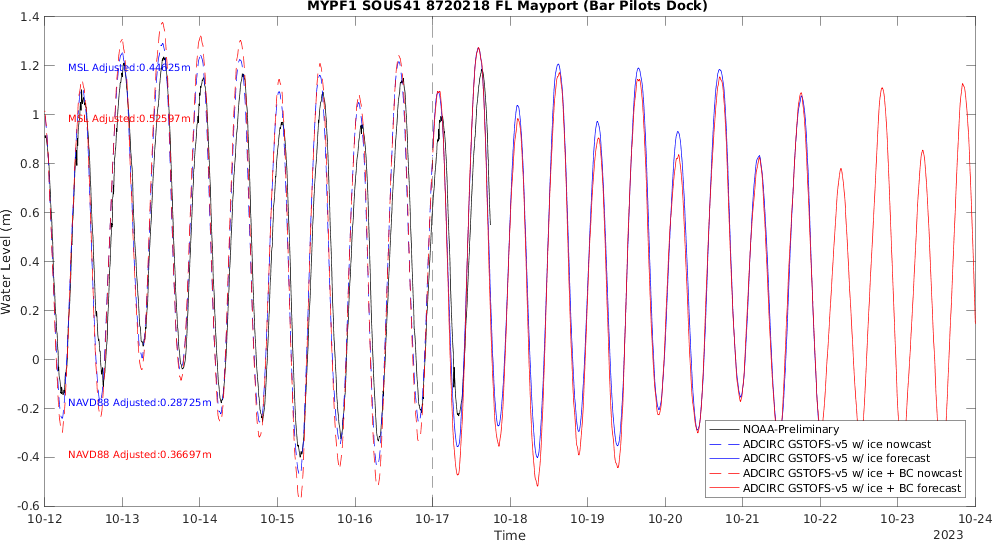 MYPF1 SOUS41 8720218 FL Mayport (Bar Pilots Dock)
1.4
1.2
1
0.8
0.6
0.4
0.2
0
-0.2
-0.4
-0.6
Water Level (m)
MSL Adjusted:0.44625m
MSL Adjusted:0.52597m
NAVD88 Adjusted:0.28725m
NAVD88 Adjusted:0.36697m
NOAA-Preliminary
ADCIRC GSTOFS-v5 w/ ice nowcast
ADCIRC GSTOFS-v5 w/ ice forecast
ADCIRC GSTOFS-v5 w/ ice + BC nowcast
ADCIRC GSTOFS-v5 w/ ice + BC forecast
10-12 10-13 10-14 10-15 10-16 10-17 10-18 10-19 10-20 10-21 10-22 10-23 10-24
Time
2023